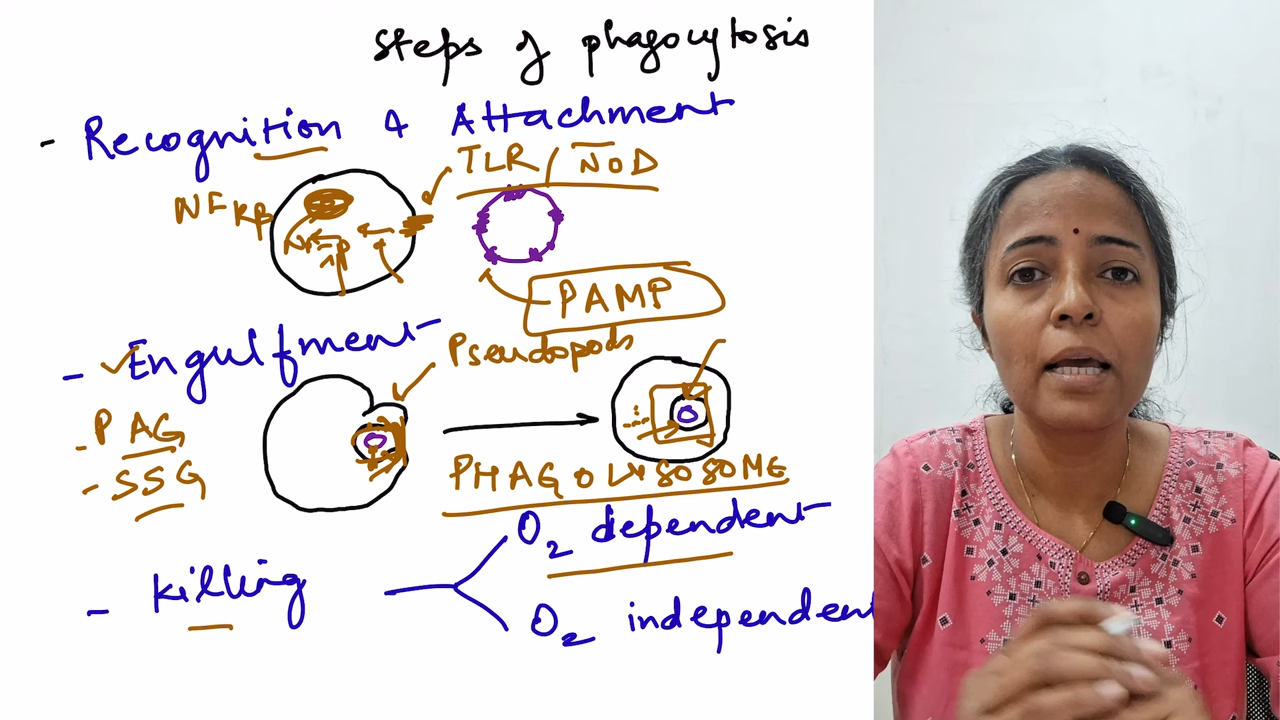 Steps of phagocytosis
- Recognition & Attachment
TLR / NOD
NFKB
PAMP
- Engulfment
Pseudopods
- PAG
- SSG
PHAGOLYSOSOME
- Killing
O2 dependent
O2 independent